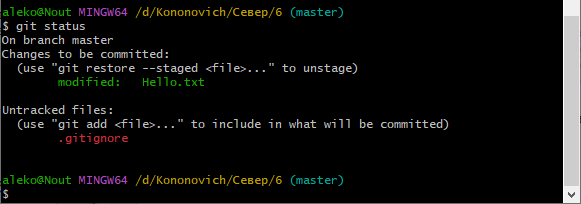 aleko@Nout MINGW64 /d/Kononovich/Север/6 (master)
$ git status
On branch master
Changes to be committed:
  (use "git restore --staged <file>..." to unstage)
        modified:   Hello.txt

Untracked files:
  (use "git add <file>..." to include in what will be committed)
        .gitignore

aleko@Nout MINGW64 /d/Kononovich/Север/6 (master)
$